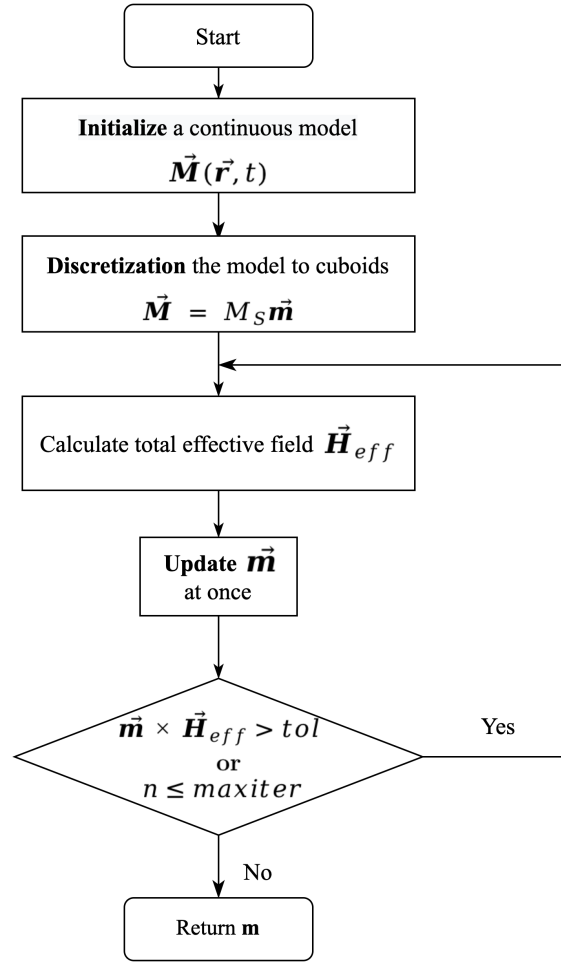 Start
Initialize a continuous model
M⃗(r⃗, t)
Discretization the model to cuboids
M⃗ = M_S m⃗
Calculate total effective field H⃗_eff
Update m⃗
at once
m⃗ × H⃗_eff > tol
or
n ≤ maxiter
Yes
No
Return m